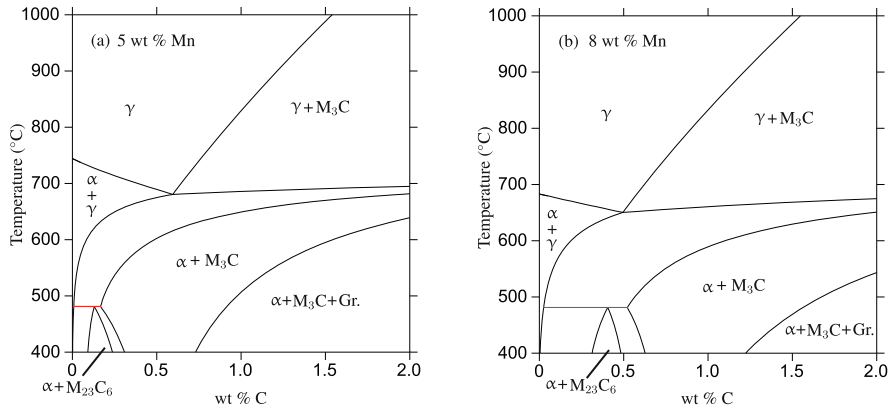 (a) 5 wt % Mn
Temperature (°C)
1000
900
800
700
600
500
400
0
0.5
1.0
1.5
2.0
wt % C
γ
γ + M₃C
α
+
γ
α + M₃C
α+M₃C+Gr.
α+M₂₃C₆
(b) 8 wt % Mn
Temperature (°C)
1000
900
800
700
600
500
400
0
0.5
1.0
1.5
2.0
wt % C
γ
γ + M₃C
α
+
γ
α + M₃C
α+M₃C+Gr.
α+M₂₃C₆